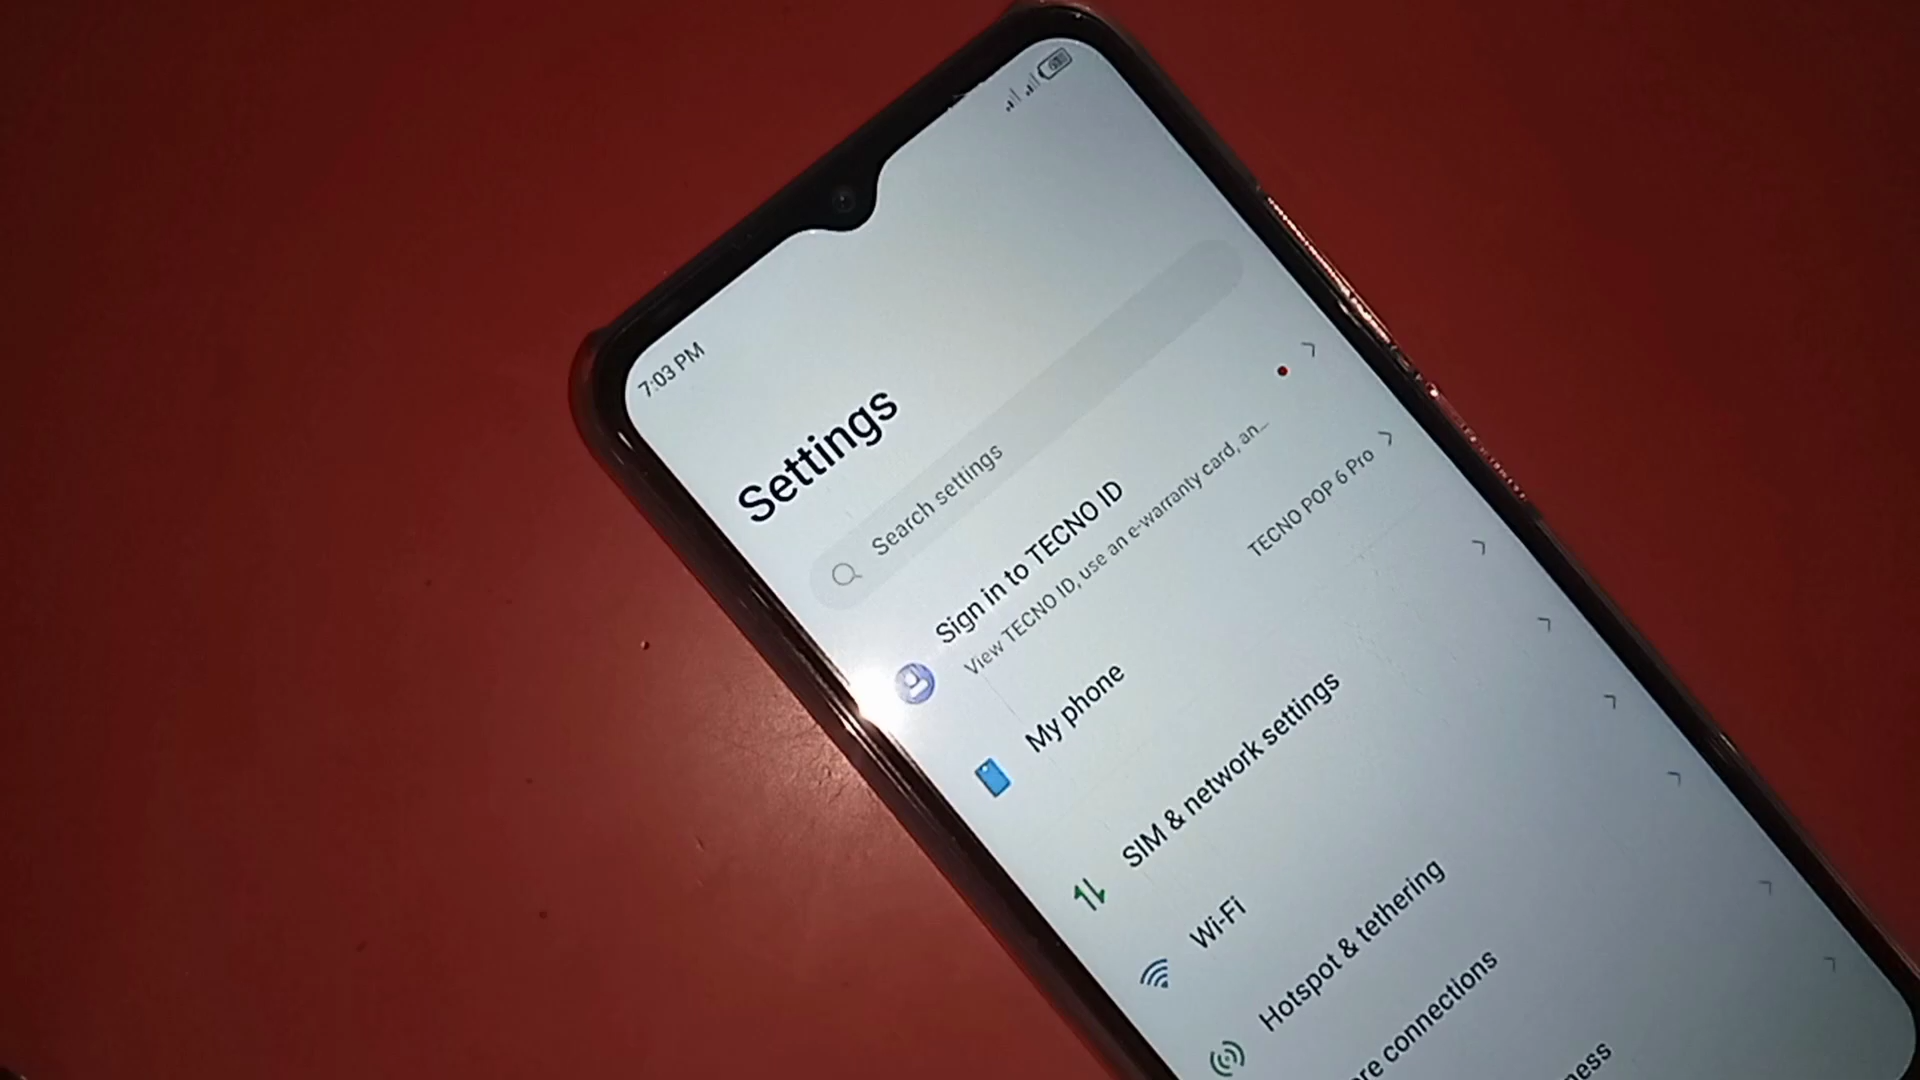 7:03 PM
Settings
Search settings
Sign in to TECNO ID
View TECNO ID, use an e-warranty card, an...
My phone TECNO POP 6 Pro
SIM & network settings
Wi-Fi
Hotspot & tethering
connections